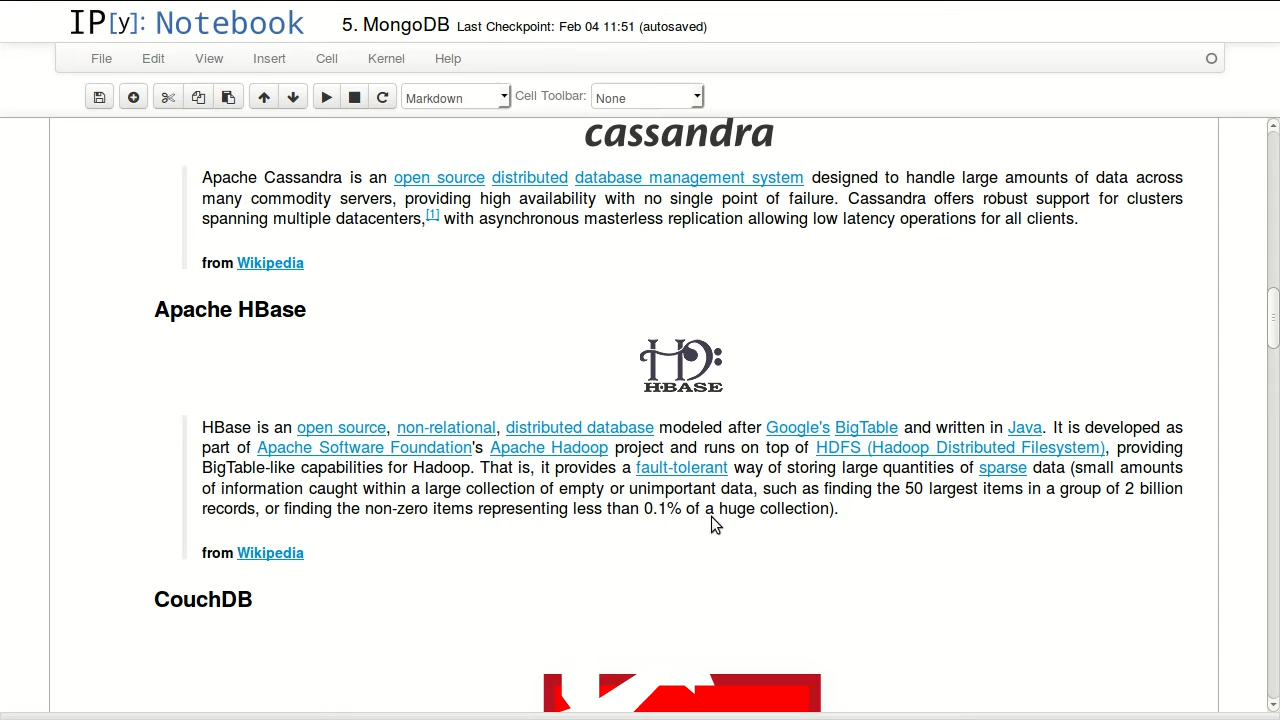 IP[y]: Notebook 5. MongoDB Last Checkpoint: Feb 04 11:51 (autosaved)
File Edit View Insert Cell Kernel Help
Markdown Cell Toolbar: None
cassandra
Apache Cassandra is an open source distributed database management system designed to handle large amounts of data across
many commodity servers, providing high availability with no single point of failure. Cassandra offers robust support for clusters
spanning multiple datacenters,[1] with asynchronous masterless replication allowing low latency operations for all clients.
from Wikipedia
Apache HBase
H:BASE
HBase is an open source, non-relational, distributed database modeled after Google's BigTable and written in Java. It is developed as
part of Apache Software Foundation's Apache Hadoop project and runs on top of HDFS (Hadoop Distributed Filesystem), providing
BigTable-like capabilities for Hadoop. That is, it provides a fault-tolerant way of storing large quantities of sparse data (small amounts
of information caught within a large collection of empty or unimportant data, such as finding the 50 largest items in a group of 2 billion
records, or finding the non-zero items representing less than 0.1% of a huge collection).
from Wikipedia
CouchDB